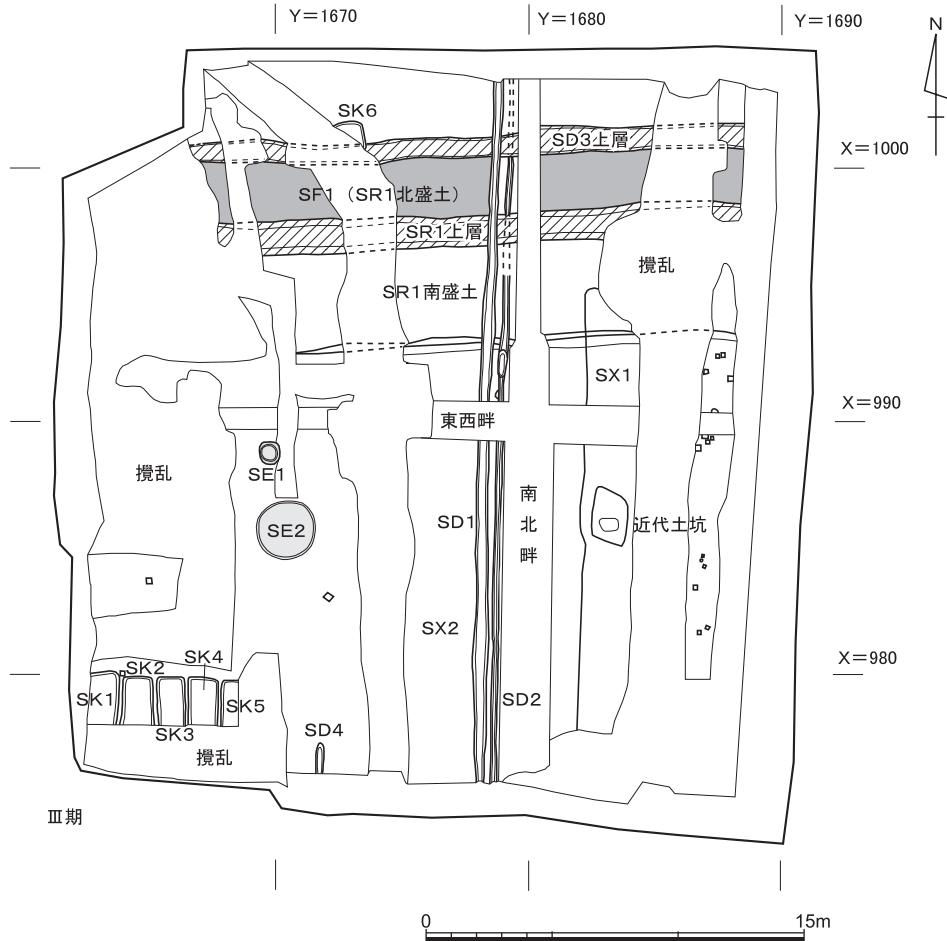 Y=1670
Y=1680
Y=1690
N
SK6
SD3上層
X=1000
SF1（SR1北盛土）
SR1上層
攪乱
SR1南盛土
SX1
X=990
東西畔
攪乱
SE1
南北畔
SD1
近代土坑
SE2
SX2
SK4
SK2
X=980
SK1
SK5
SD2
SK3
SD4
攪乱
Ⅲ期
0
15m